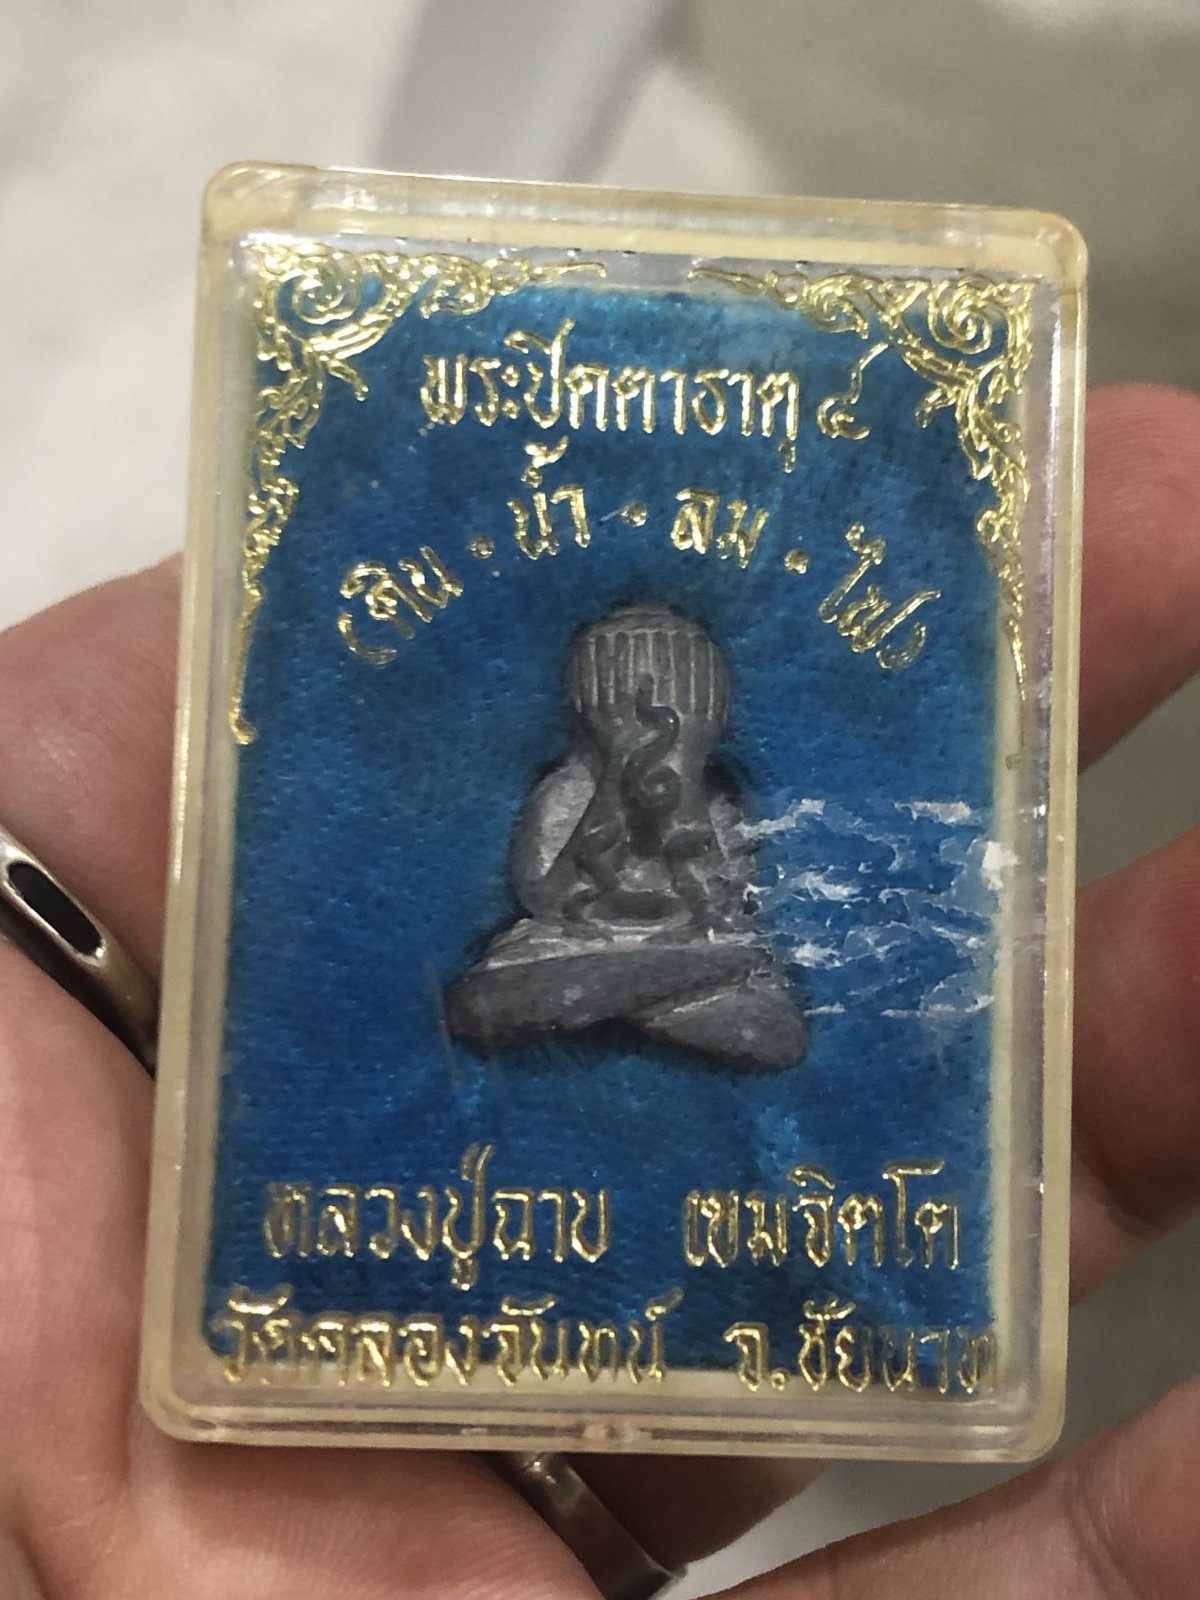 พระปิดตาธาตุ ๔
(ดิน · น้ำ · ลม · ไฟ)
หลวงปู่ฉาบ เขมจิตโต
วัดคลองจันทน์ จ.ชัยนาท